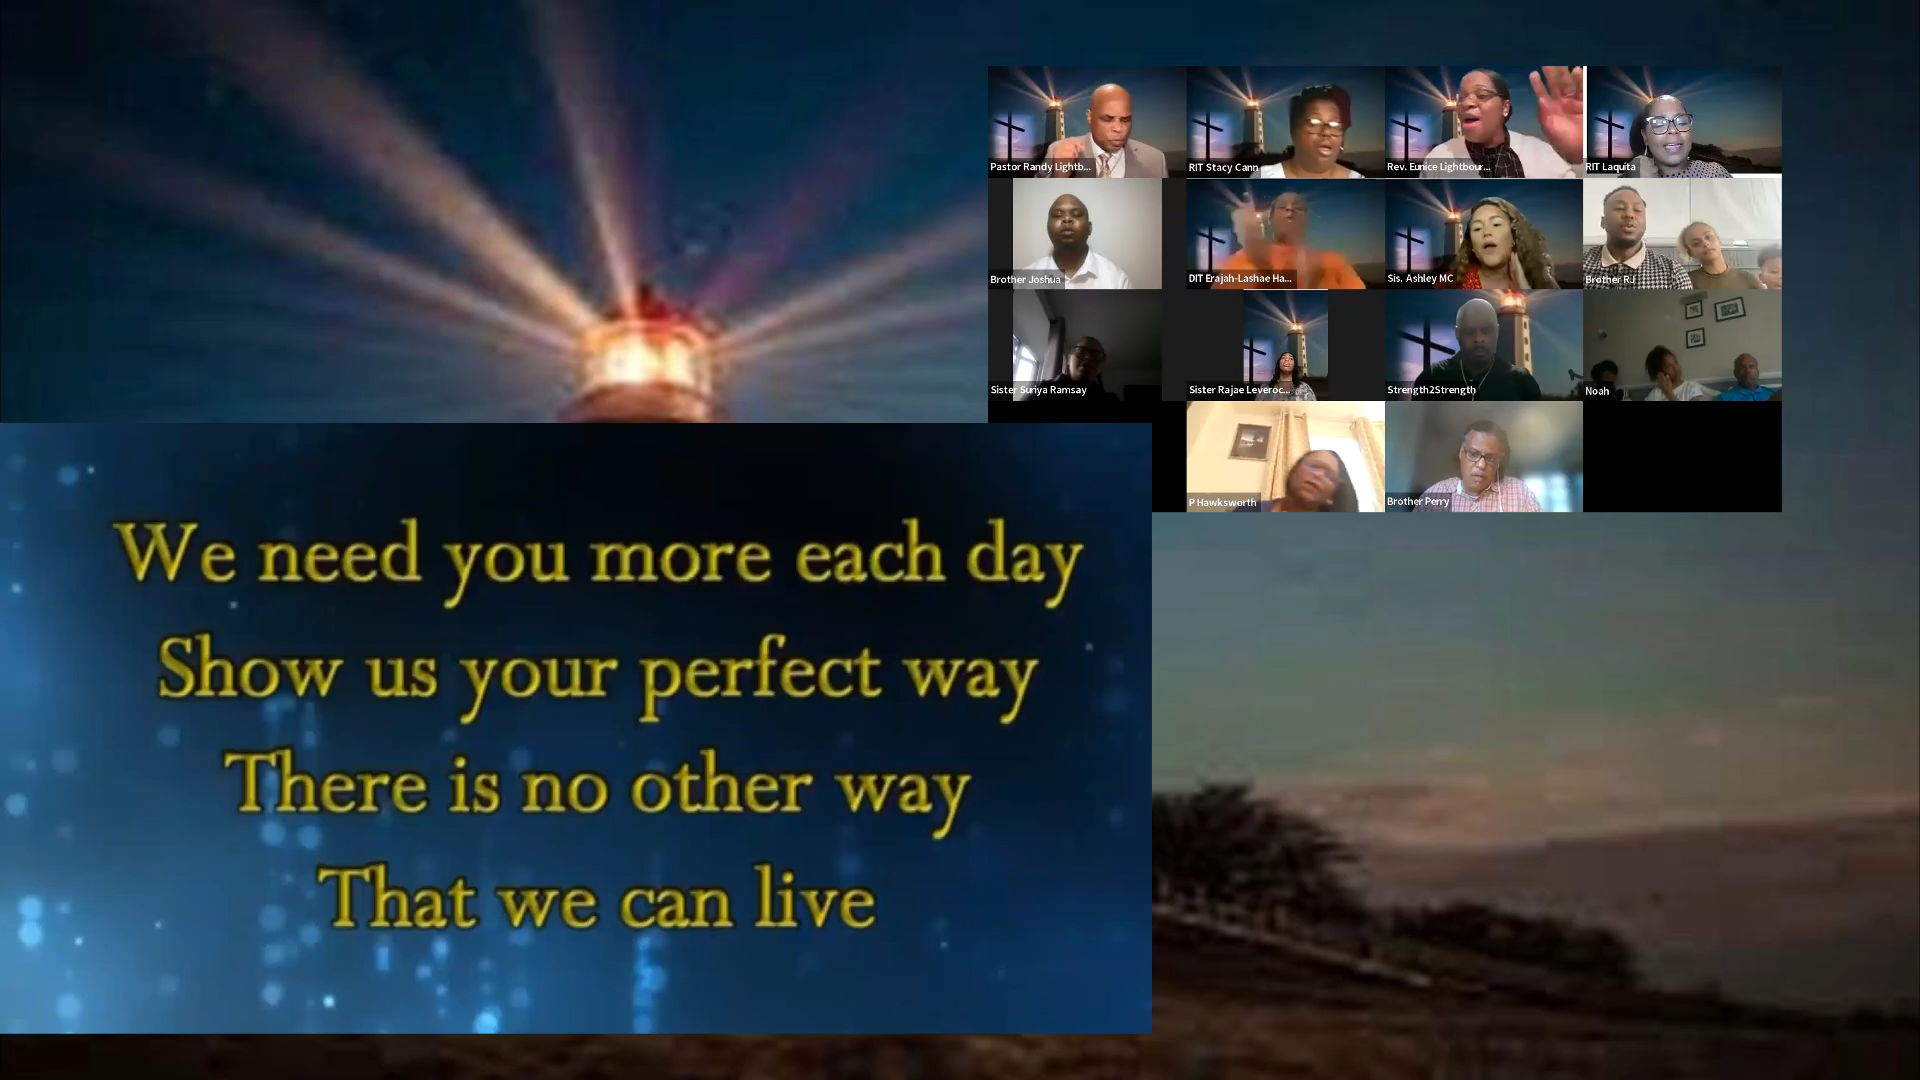 Pastor Randy Lightb...
RIT Stacy Cann
Rev. Eunice Lightbour...
RIT Laquita
Brother Joshua
DIT Erajah-Lashae Ha...
Sis. Ashley MC
Brother RJ
Sister Suriya Ramsay
Sister Rajae Leveroc...
Strength2Strength
Noah
P Hawksworth
Brother Perry
We need you more each day
Show us your perfect way
There is no other way
That we can live